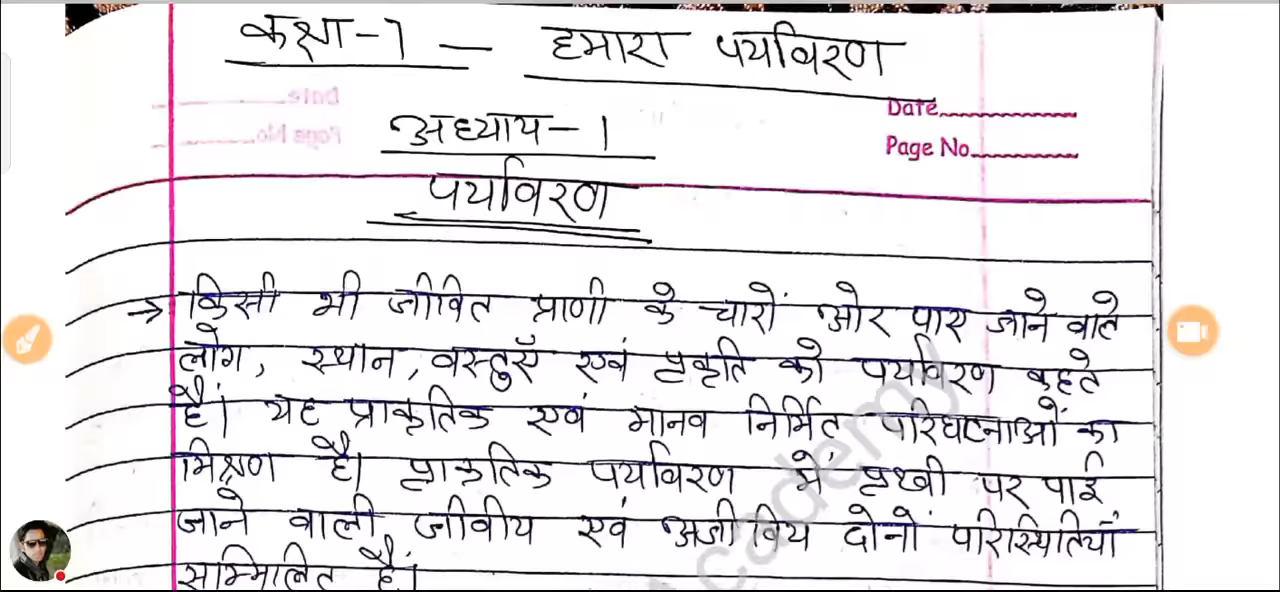 कक्षा-7 — हमारा पर्यावरण
Date
Page No.
अध्याय-1
पर्यावरण
→ किसी भी जीवित प्राणी के चारों ओर पाए जाने वाले
लोग, स्थान, वस्तुएँ एवं प्रकृति को पर्यावरण कहते
हैं। यह प्राकृतिक एवं मानव निर्मित परिघटनाओं का
मिश्रण है। प्राकृतिक पर्यावरण में पृथ्वी पर पाई
जाने वाली जीवीय एवं अजीविय दोनों परिस्थितियाँ
सम्मिलित हैं।